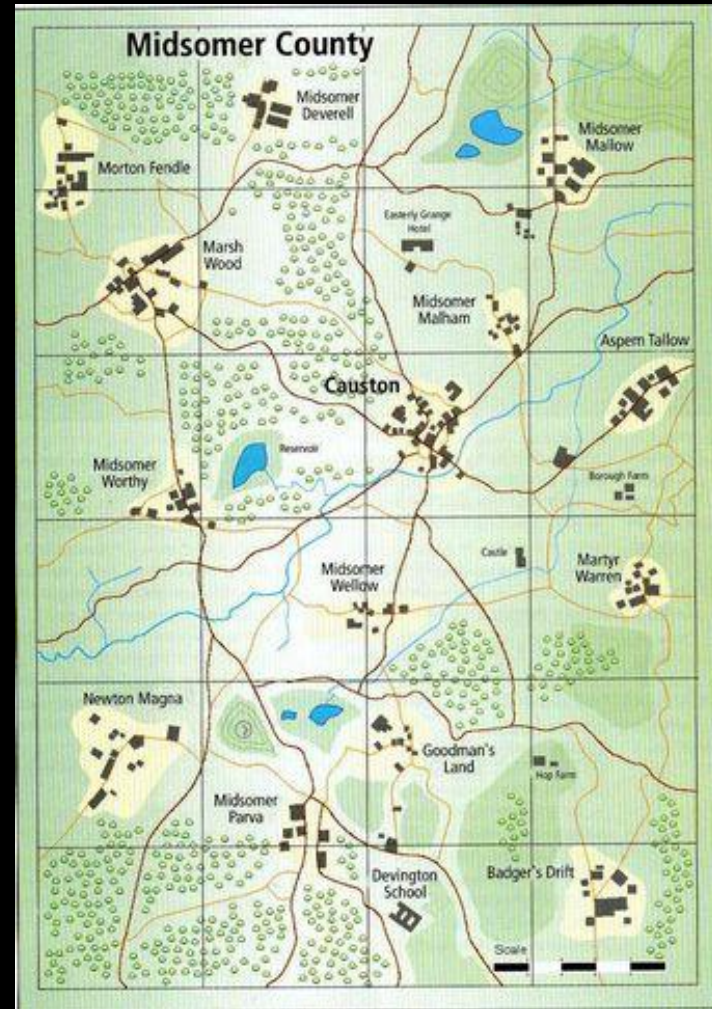 Midsomer County
Midsomer
Deverell
Midsomer
Mallow
Morton Fendle
Easterly Grange
Hotel
Marsh
Wood
Midsomer
Malham
Aspern Tallow
Causton
Reservoir
Midsomer
Worthy
Borough Farm
Castle
Midsomer
Wellow
Martyr
Warren
Newton Magna
Goodman's
Land
Hop Farm
Midsomer
Parva
Devington
School
Badger's Drift
Scale